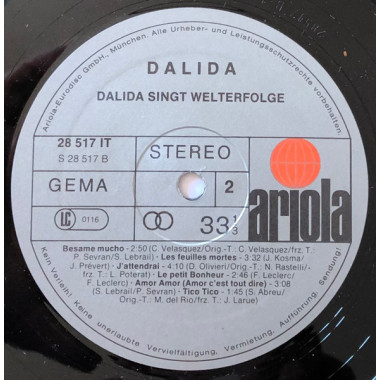 Ariola-Eurodisc GmbH., München. Alle Urheber- und Leistungsschutzrechte vorbehalten.
DALIDA
DALIDA SINGT WELTERFOLGE
28 517 IT
S 28 517 B
STEREO
GEMA
2
LC 0116
33 1/3
ariola
Besame mucho - 2:50 (C. Velasquez/Orig.-T.: C. Velasquez/frz. T.:
P. Sevran/S. Lebrail) - Les feuilles mortes - 3:32 (J. Kosma/
J. Prévert) - J'attendrai - 4:10 (D. Olivieri/Orig.-T.: N. Rastelli/-
frz. T.: L. Poterat) - Le petit Bonheur - 2:46 (F. Leclerc/
F. Leclerc) - Amor Amor (Amor c'est tout dire) - 3:08
(S. Lebrail/P. Sevran) - Tico Tico - 1:45 (S. Abreu/
Orig.-T.: M. del Rio/frz. T.: J. Larue)
Kein Verleih! Keine unerlaubte Vervielfältigung, Vermietung, Aufführung, Sendung!